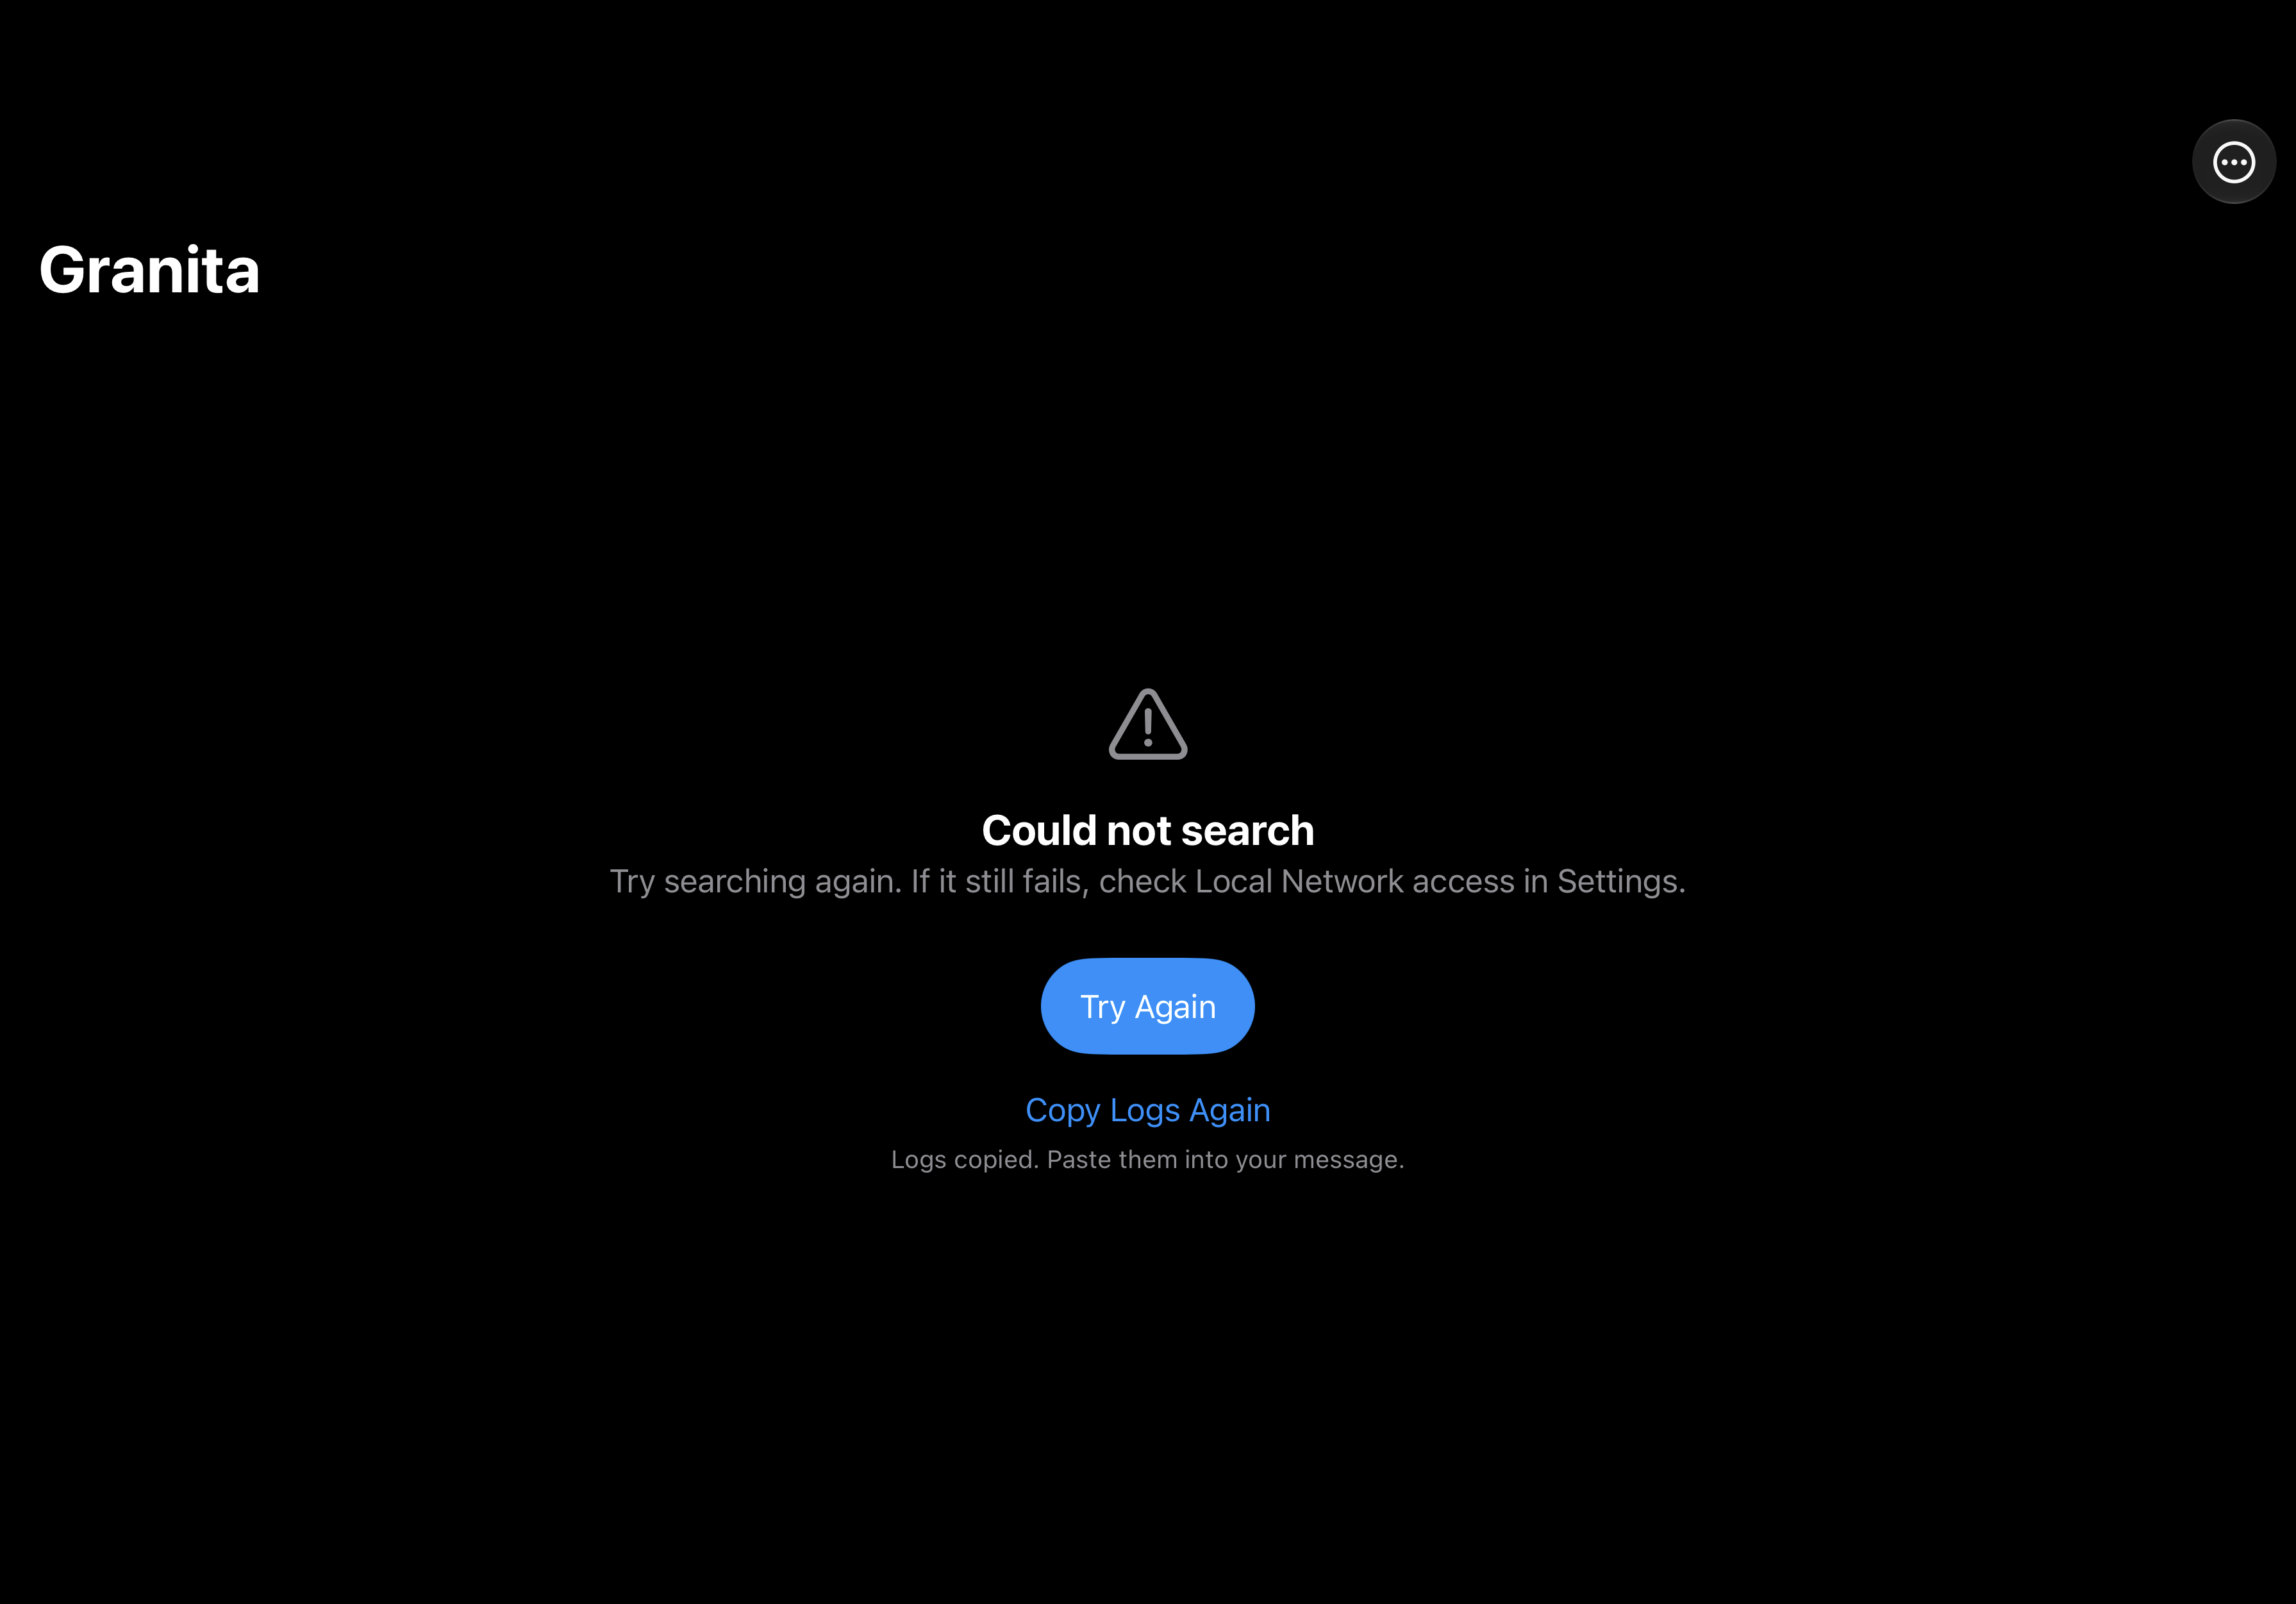 Granita
Could not search
Try searching again. If it still fails, check Local Network access in Settings.
Try Again
Copy Logs Again
Logs copied. Paste them into your message.